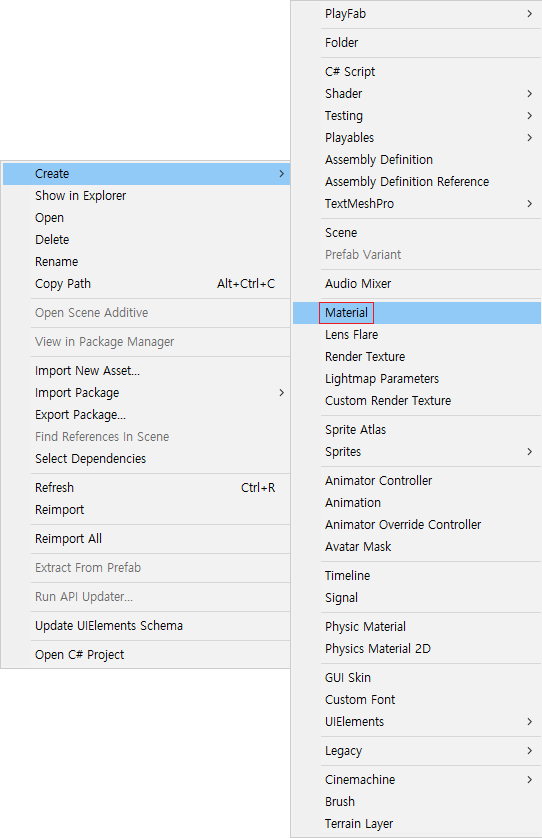 Create
Show in Explorer
Open
Delete
Rename
Copy Path Alt+Ctrl+C
Open Scene Additive
View in Package Manager
Import New Asset...
Import Package
Export Package...
Find References In Scene
Select Dependencies
Refresh Ctrl+R
Reimport
Reimport All
Extract From Prefab
Run API Updater...
Update UIElements Schema
Open C# Project
PlayFab
Folder
C# Script
Shader
Testing
Playables
Assembly Definition
Assembly Definition Reference
TextMeshPro
Scene
Prefab Variant
Audio Mixer
Material
Lens Flare
Render Texture
Lightmap Parameters
Custom Render Texture
Sprite Atlas
Sprites
Animator Controller
Animation
Animator Override Controller
Avatar Mask
Timeline
Signal
Physic Material
Physics Material 2D
GUI Skin
Custom Font
UIElements
Legacy
Cinemachine
Brush
Terrain Layer